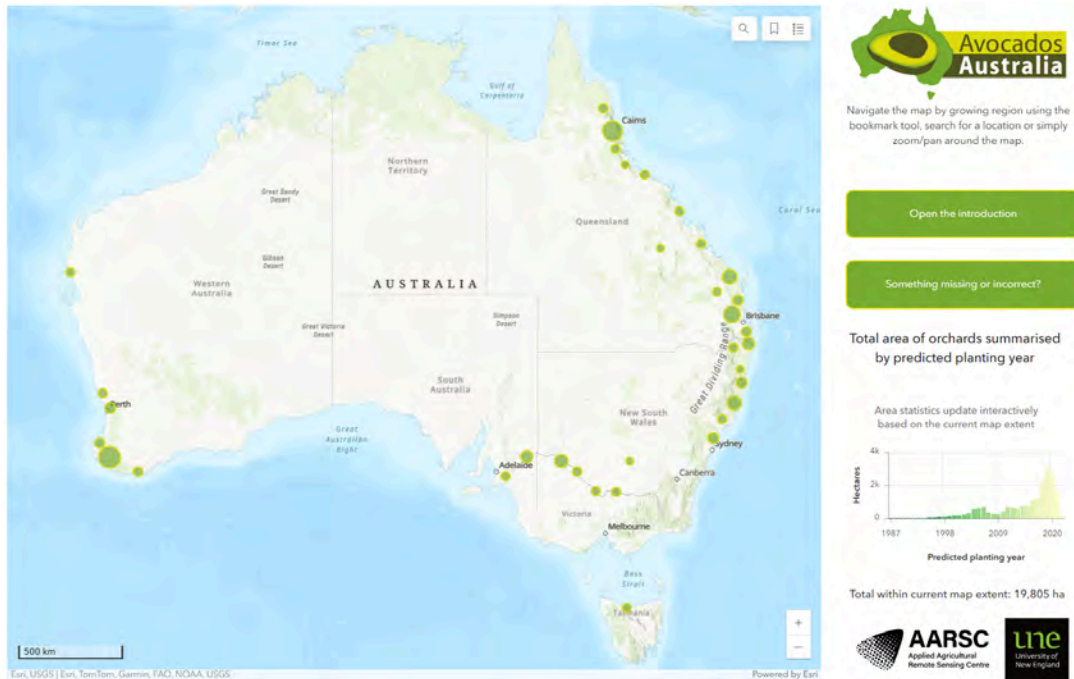 Timor Sea
Gulf of
Carpentaria
Cairns
Northern
Territory
Great Sandy
Desert
Queensland
Coral Sea
Gibson
Desert
Western
Australia
AUSTRALIA
Great Victoria
Desert
Simpson
Desert
Brisbane
Great Dividing Range
South
Australia
New South
Wales
Perth
Great
Australian
Bight
Sydney
Adelaide
Canberra
Victoria
Melbourne
Bass
Strait
Tasmania
500 km
+
−
Esri, USGS | Esri, TomTom, Garmin, FAO, NOAA, USGS
Powered by Esri
Avocados
Australia
Navigate the map by growing region using the
bookmark tool, search for a location or simply
zoom/pan around the map.
Open the introduction
Something missing or incorrect?
Total area of orchards summarised
by predicted planting year
Area statistics update interactively
based on the current map extent
4k
2k
0
Hectares
1987 1998 2009 2020
Predicted planting year
Total within current map extent: 19,805 ha
AARSC
Applied Agricultural
Remote Sensing Centre
une
University of
New England